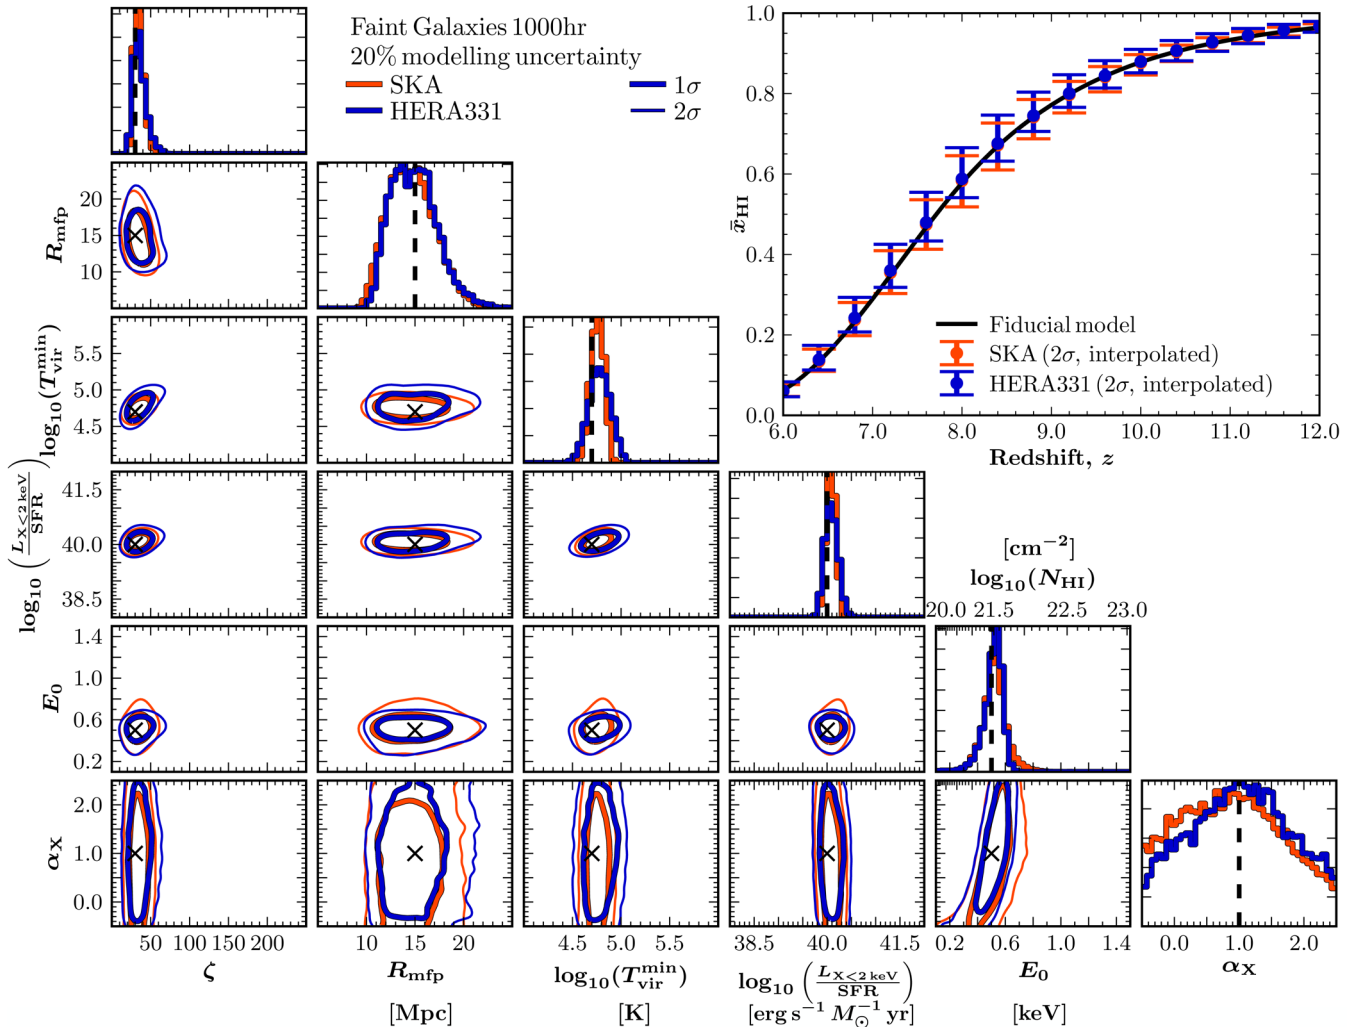 Faint Galaxies 1000hr
20% modelling uncertainty
SKA
1σ
HERA331
2σ
1.0
0.8
0.6
0.4
0.2
0.0
x̄HI
6.0 7.0 8.0 9.0 10.0 11.0 12.0
Redshift, z
Fiducial model
SKA (2σ, interpolated)
HERA331 (2σ, interpolated)
Rmfp
20
15
10
log10(Tvir^min)
5.5
5.0
4.5
log10(L_X<2 keV/SFR)
41.5
40.0
38.5
[cm−2]
log10(NHI)
20.0 21.5 22.5 23.0
E0
1.4
1.0
0.6
0.2
αX
2.0
1.0
0.0
50 100 150 200
10 15 20
4.5 5.0 5.5
38.5 40.0 41.5
0.2 0.6 1.0 1.4
0.0 1.0 2.0
ζ
Rmfp
[Mpc]
log10(Tvir^min)
[K]
log10(L_X<2 keV/SFR)
[erg s−1 M⊙−1 yr]
E0
[keV]
αX